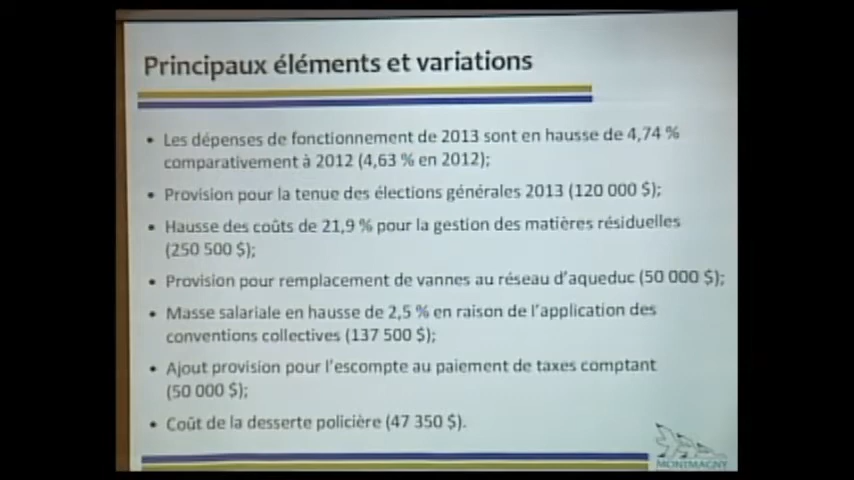 Principaux éléments et variations
• Les dépenses de fonctionnement de 2013 sont en hausse de 4,74 %
comparativement à 2012 (4,63 % en 2012);
• Provision pour la tenue des élections générales 2013 (120 000 $);
• Hausse des coûts de 21,9 % pour la gestion des matières résiduelles
(250 500 $);
• Provision pour remplacement de vannes au réseau d'aqueduc (50 000 $);
• Masse salariale en hausse de 2,5 % en raison de l'application des
conventions collectives (137 500 $);
• Ajout provision pour l'escompte au paiement de taxes comptant
(50 000 $);
• Coût de la desserte policière (47 350 $).
MONTMAGNY